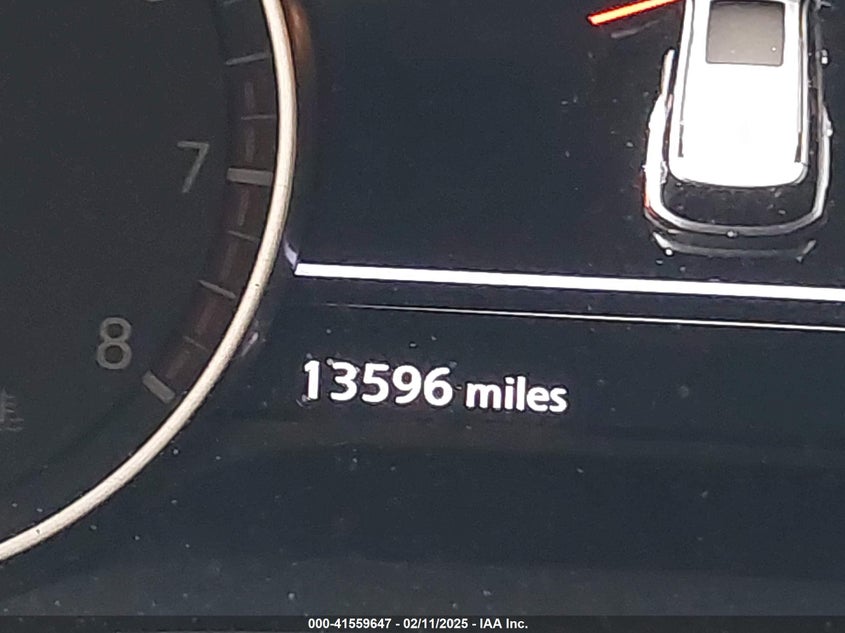 7
8
13596 miles
000-41559647 - 02/11/2025 - IAA Inc.